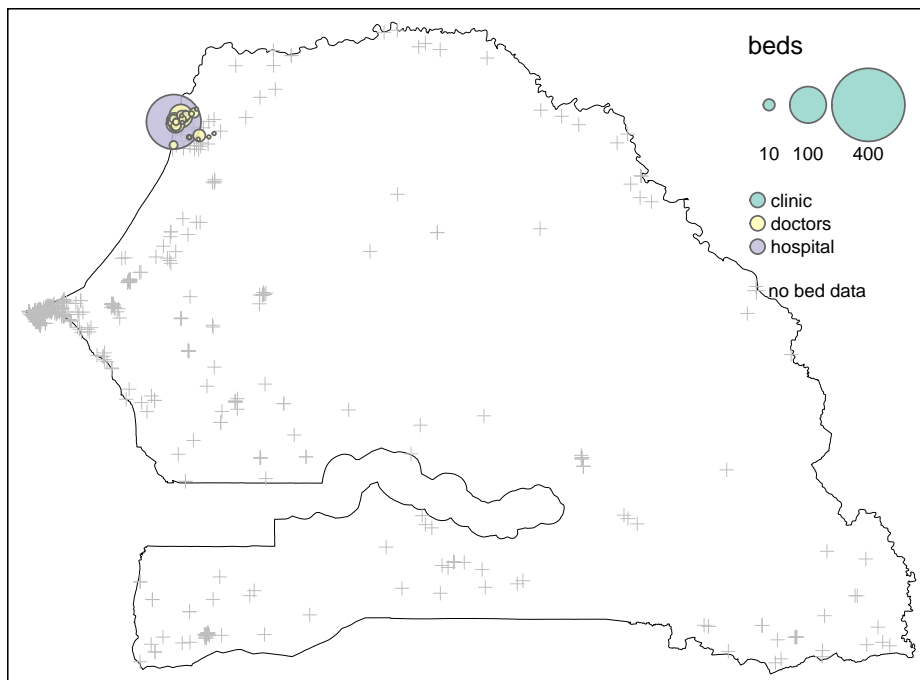 beds
10 100 400
clinic
doctors
hospital
no bed data